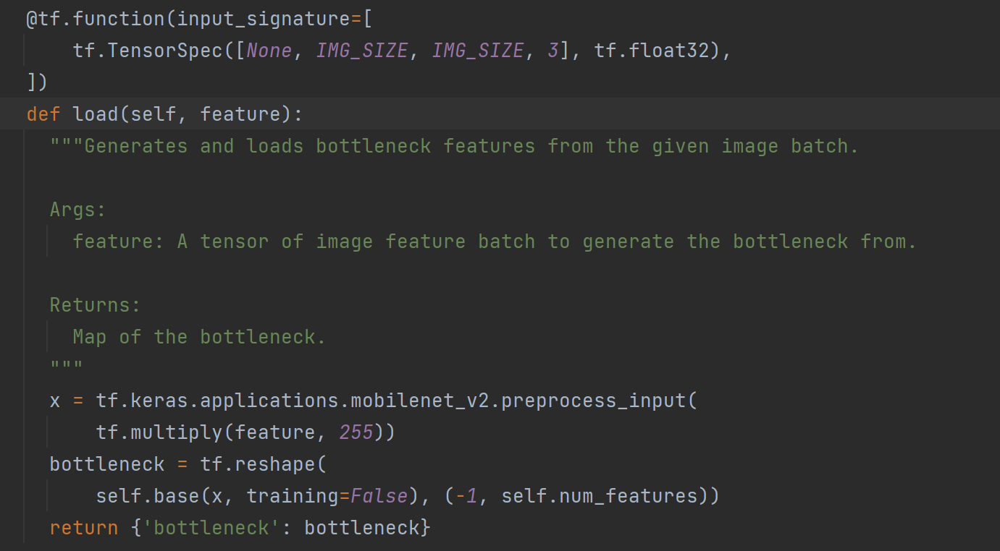 @tf.function(input_signature=[
    tf.TensorSpec([None, IMG_SIZE, IMG_SIZE, 3], tf.float32),
])
def load(self, feature):
  """Generates and loads bottleneck features from the given image batch.

  Args:
    feature: A tensor of image feature batch to generate the bottleneck from.

  Returns:
    Map of the bottleneck.
  """
  x = tf.keras.applications.mobilenet_v2.preprocess_input(
      tf.multiply(feature, 255))
  bottleneck = tf.reshape(
      self.base(x, training=False), (-1, self.num_features))
  return {'bottleneck': bottleneck}